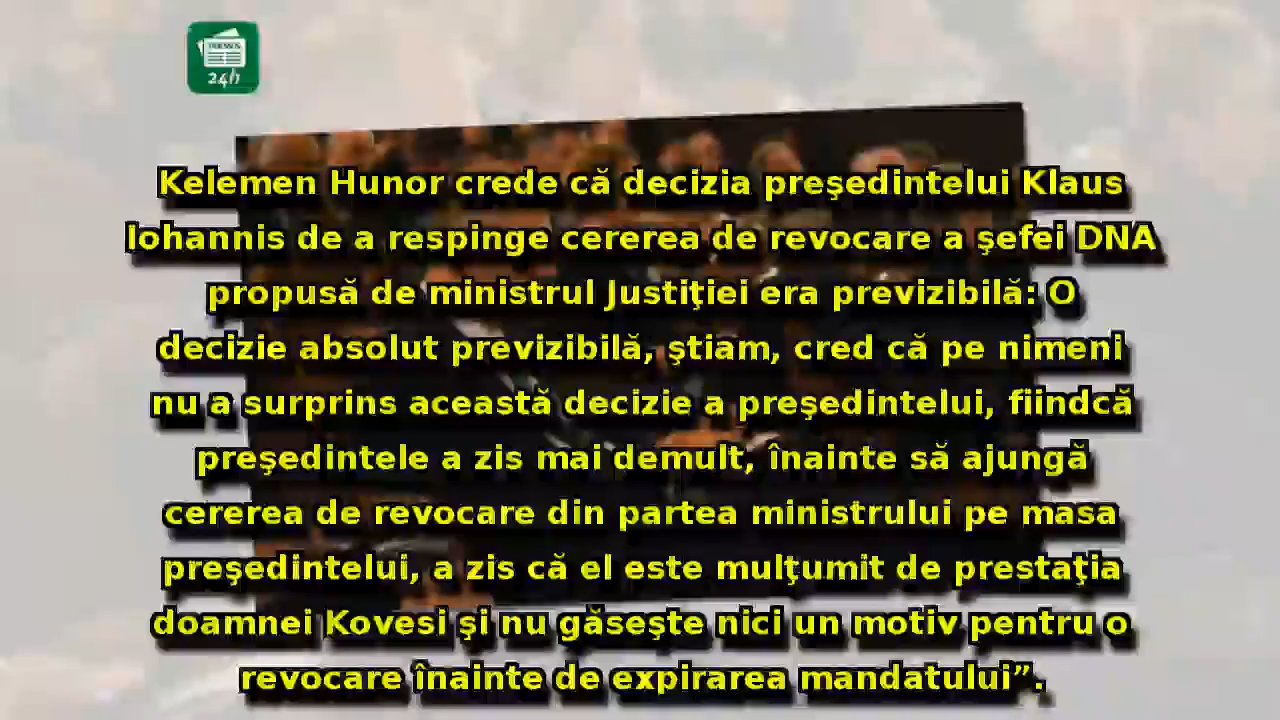 24h
Kelemen Hunor crede că decizia preşedintelui Klaus
Iohannis de a respinge cererea de revocare a şefei DNA
propusă de ministrul Justiţiei era previzibilă: O
decizie absolut previzibilă, ştiam, cred că pe nimeni
nu a surprins această decizie a preşedintelui, fiindcă
preşedintele a zis mai demult, înainte să ajungă
cererea de revocare din partea ministrului pe masa
preşedintelui, a zis că el este mulţumit de prestaţia
doamnei Kovesi şi nu găseşte nici un motiv pentru o
revocare înainte de expirarea mandatului”.